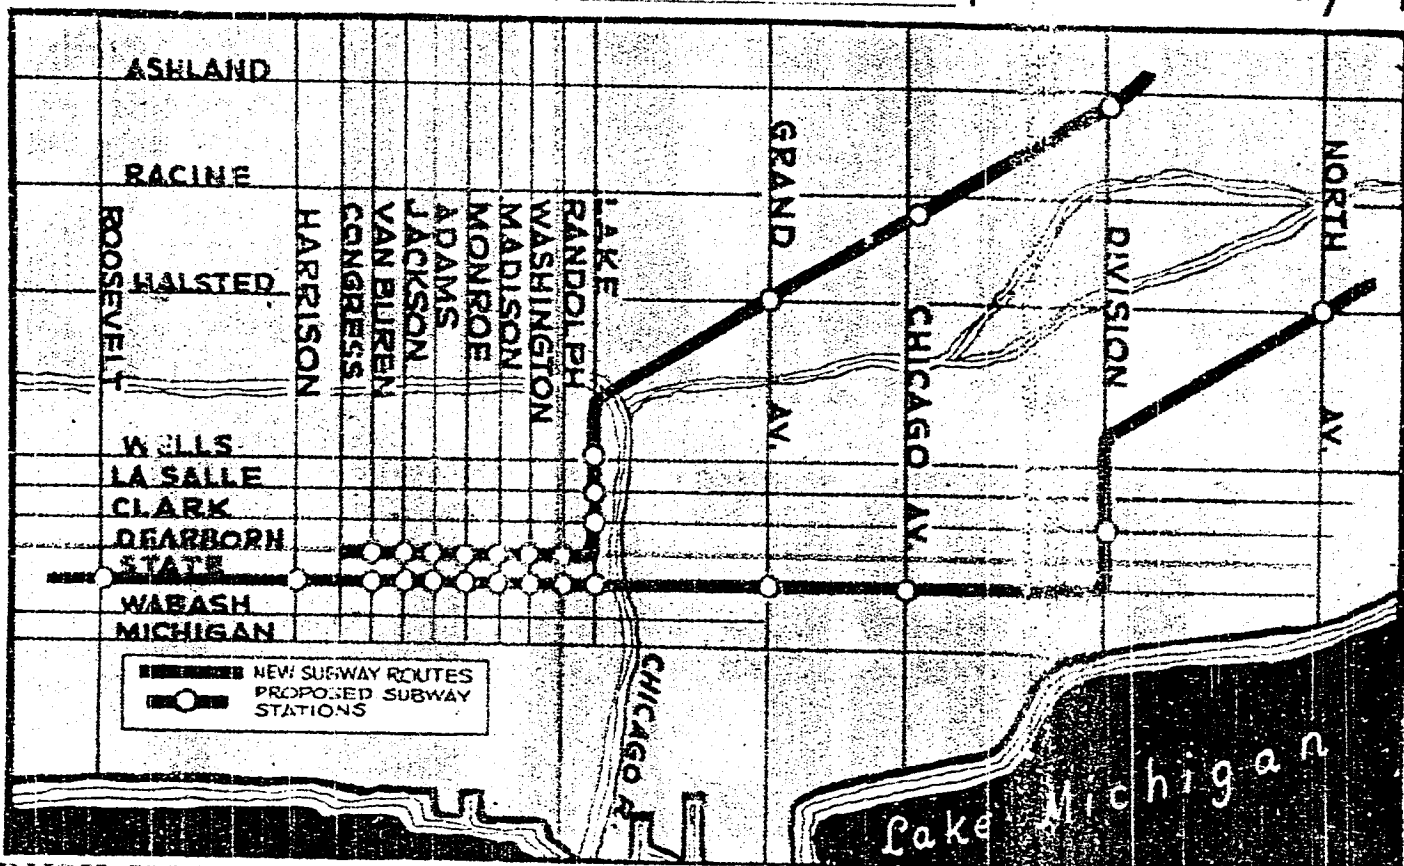 ASHLAND
RACINE
HALSTED
WELLS
LA SALLE
CLARK
DEARBORN
STATE
WABASH
MICHIGAN
ROOSEVELT
HARRISON
CONGRESS
VAN BUREN
JACKSON
ADAMS
MONROE
MADISON
WASHINGTON
RANDOLPH
LAKE
GRAND AV.
CHICAGO AV.
DIVISION
NORTH AV.
NEW SUBWAY ROUTES
PROPOSED SUBWAY
STATIONS
CHICAGO R.
Lake Michigan